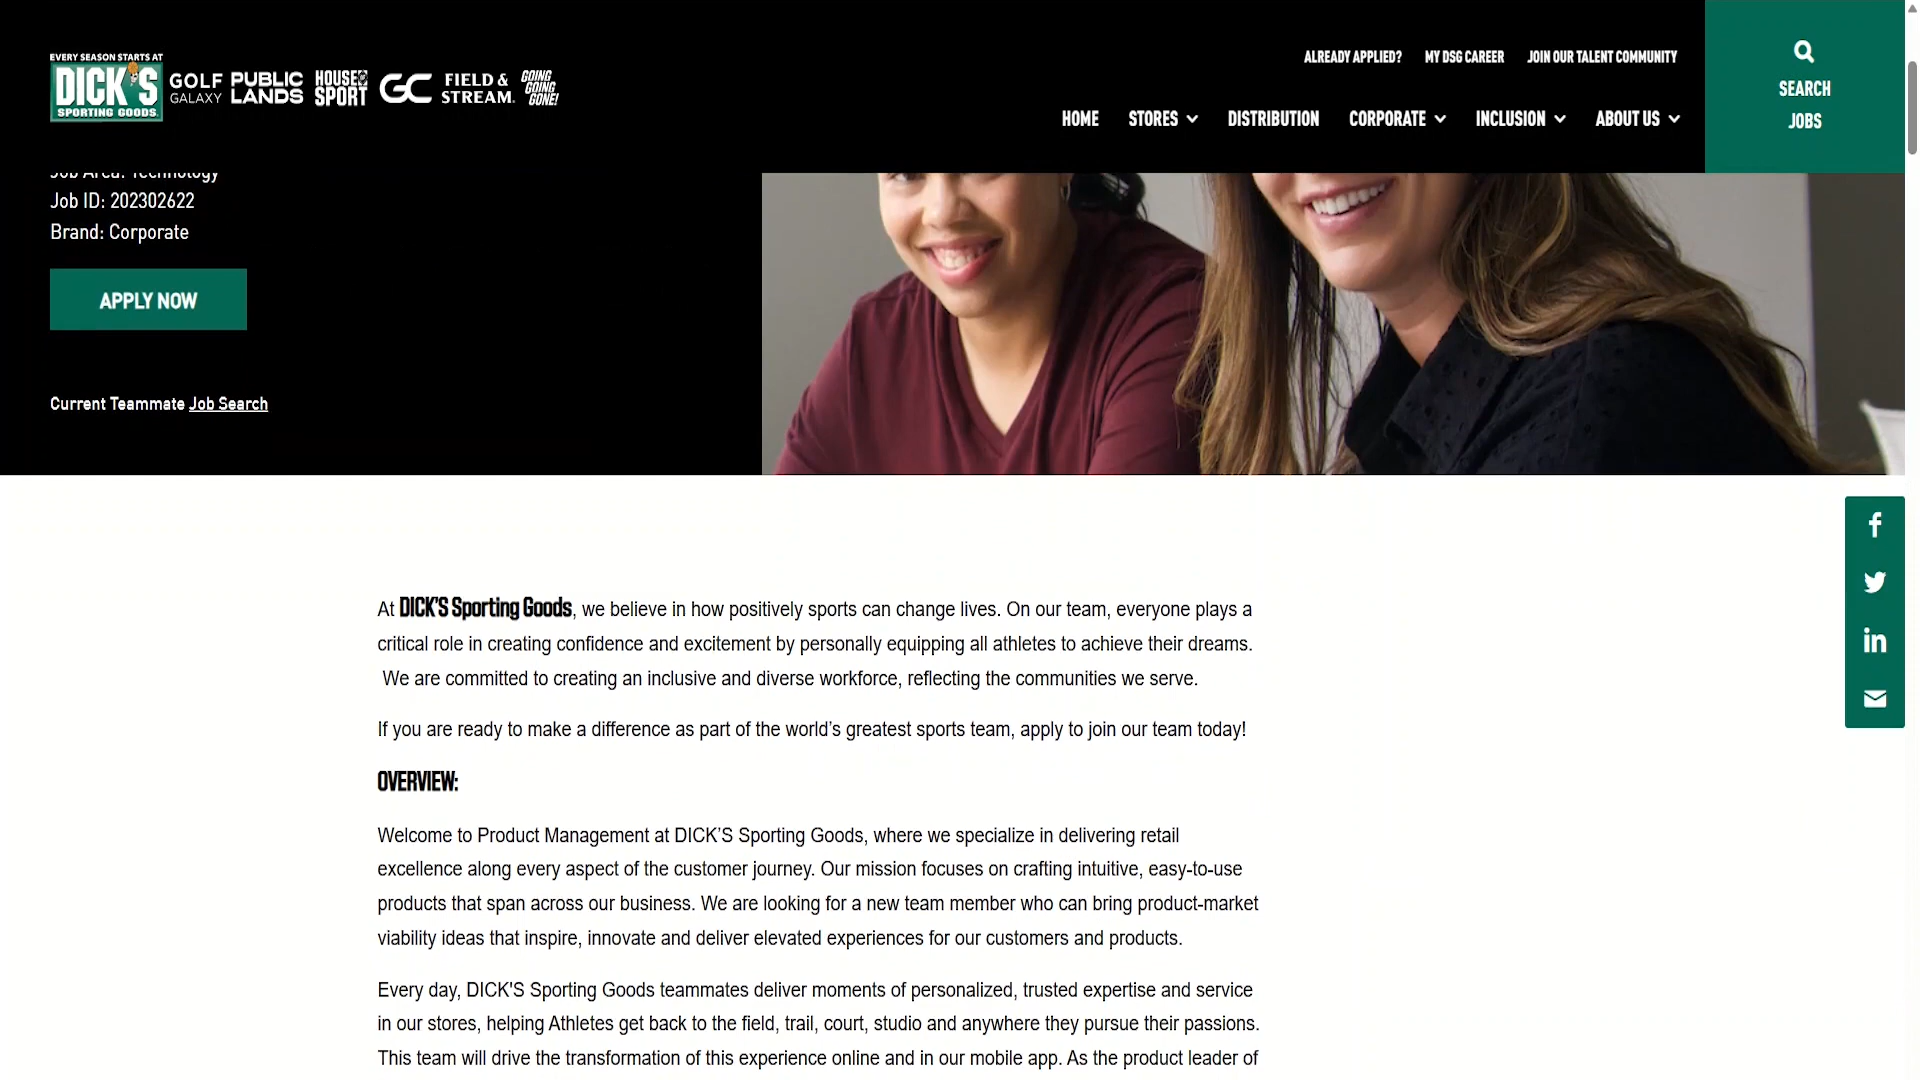 EVERY SEASON STARTS AT
DICK'S
SPORTING GOODS
GOLF
GALAXY
PUBLIC
LANDS
HOUSE OF
SPORT
GC
FIELD &
STREAM
GOING
GOING
GONE!
ALREADY APPLIED? MY DSG CAREER JOIN OUR TALENT COMMUNITY
HOME STORES DISTRIBUTION CORPORATE INCLUSION ABOUT US
SEARCH
JOBS
Job Area: Technology
Job ID: 202302622
Brand: Corporate
APPLY NOW
Current Teammate Job Search
At DICK'S Sporting Goods, we believe in how positively sports can change lives. On our team, everyone plays a
critical role in creating confidence and excitement by personally equipping all athletes to achieve their dreams.
We are committed to creating an inclusive and diverse workforce, reflecting the communities we serve.
If you are ready to make a difference as part of the world’s greatest sports team, apply to join our team today!
OVERVIEW:
Welcome to Product Management at DICK’S Sporting Goods, where we specialize in delivering retail
excellence along every aspect of the customer journey. Our mission focuses on crafting intuitive, easy-to-use
products that span across our business. We are looking for a new team member who can bring product-market
viability ideas that inspire, innovate and deliver elevated experiences for our customers and products.
Every day, DICK'S Sporting Goods teammates deliver moments of personalized, trusted expertise and service
in our stores, helping Athletes get back to the field, trail, court, studio and anywhere they pursue their passions.
This team will drive the transformation of this experience online and in our mobile app. As the product leader of